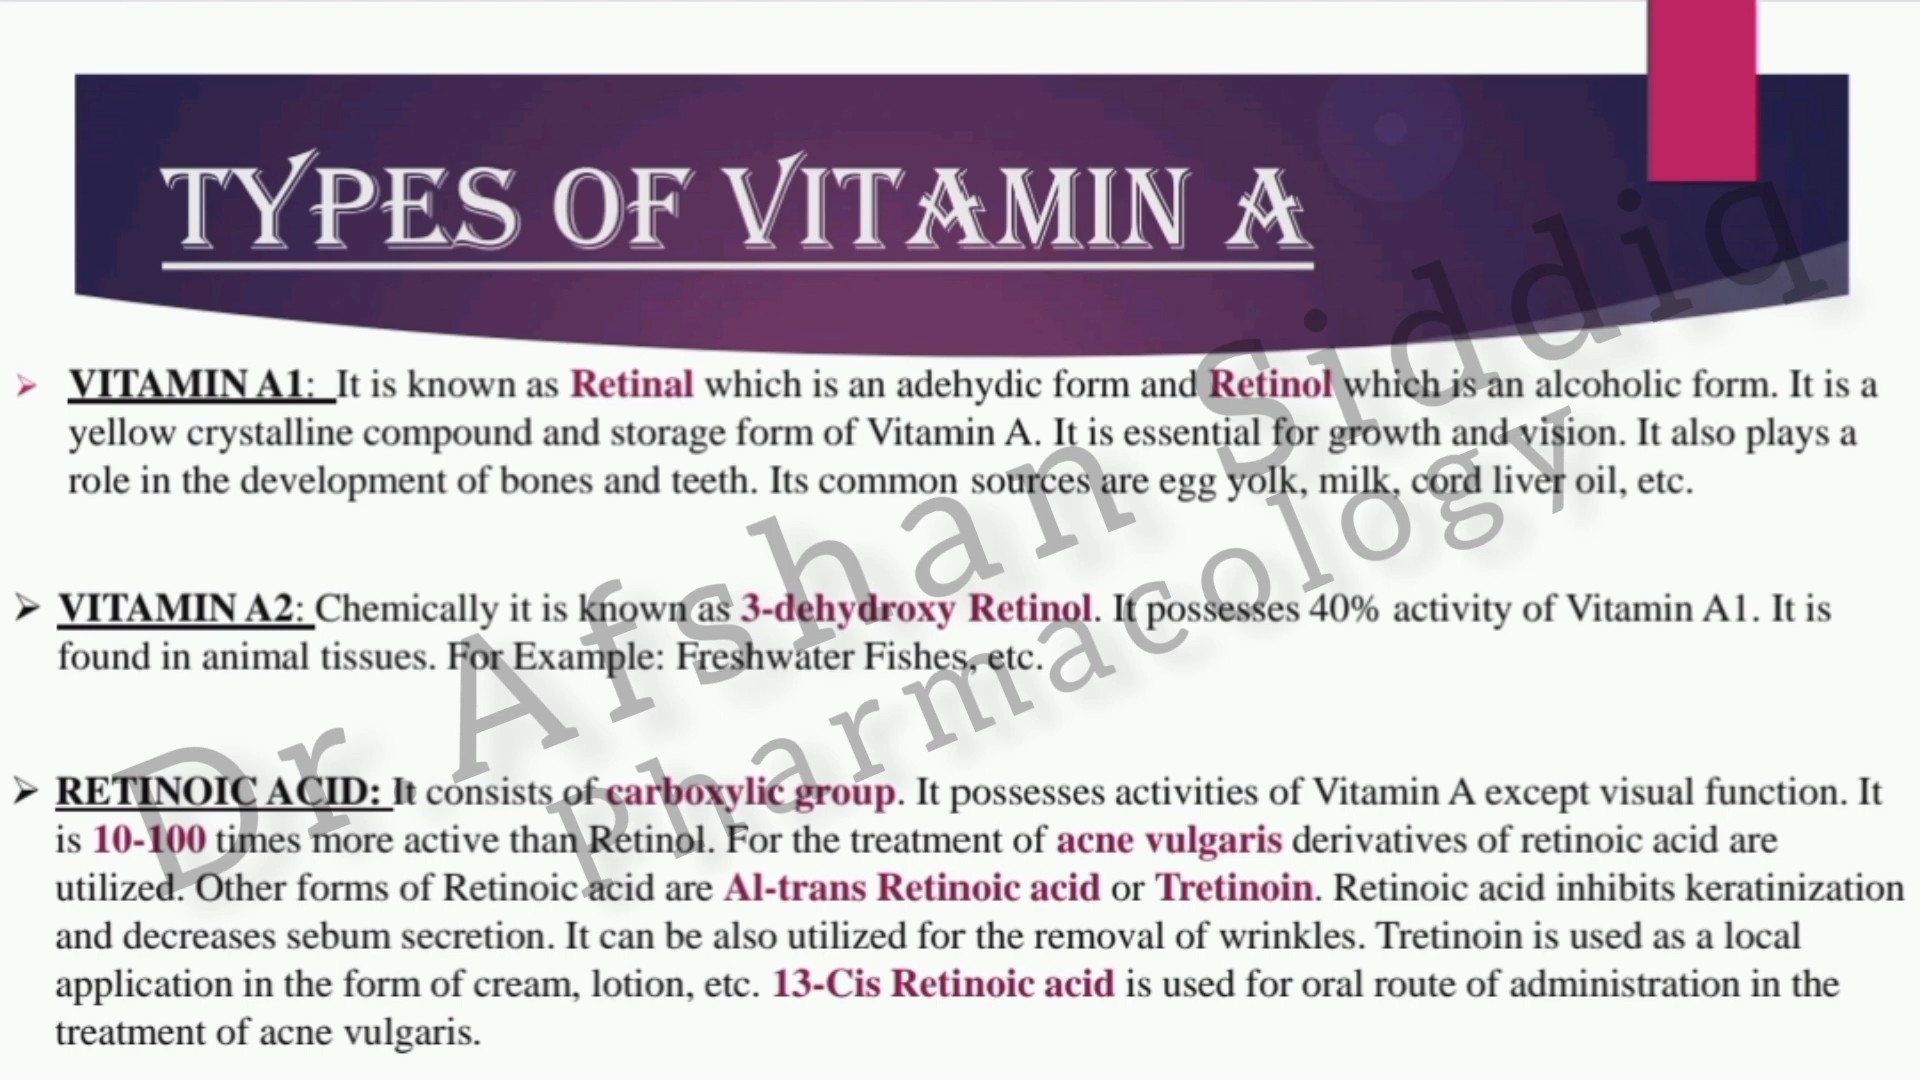 TYPES OF VITAMIN A
➢ VITAMIN A1: It is known as Retinal which is an adehydic form and Retinol which is an alcoholic form. It is a
yellow crystalline compound and storage form of Vitamin A. It is essential for growth and vision. It also plays a
role in the development of bones and teeth. Its common sources are egg yolk, milk, cord liver oil, etc.
➢ VITAMIN A2: Chemically it is known as 3-dehydroxy Retinol. It possesses 40% activity of Vitamin A1. It is
found in animal tissues. For Example: Freshwater Fishes, etc.
➢ RETINOIC ACID: It consists of carboxylic group. It possesses activities of Vitamin A except visual function. It
is 10-100 times more active than Retinol. For the treatment of acne vulgaris derivatives of retinoic acid are
utilized. Other forms of Retinoic acid are Al-trans Retinoic acid or Tretinoin. Retinoic acid inhibits keratinization
and decreases sebum secretion. It can be also utilized for the removal of wrinkles. Tretinoin is used as a local
application in the form of cream, lotion, etc. 13-Cis Retinoic acid is used for oral route of administration in the
treatment of acne vulgaris.
Dr Afshan Siddiq
Pharmacology